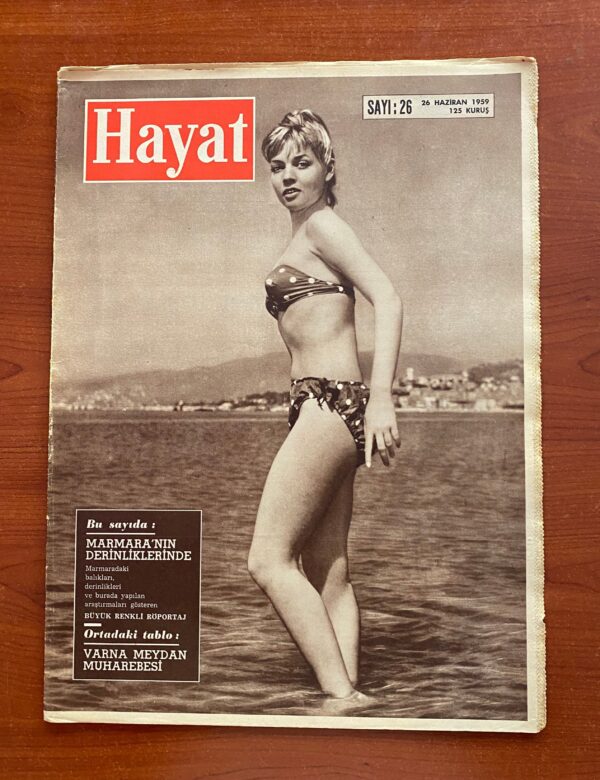 Hayat
SAYI: 26
26 HAZİRAN 1959
125 KURUŞ
Bu sayıda:
MARMARA'NIN
DERİNLİKLERİNDE
Marmaradaki
balıkları,
derinlikleri
ve burada yapılan
araştırmaları gösteren
BÜYÜK RENKLİ RÖPORTAJ
Ortadaki tablo:
VARNA MEYDAN
MUHAREBESİ